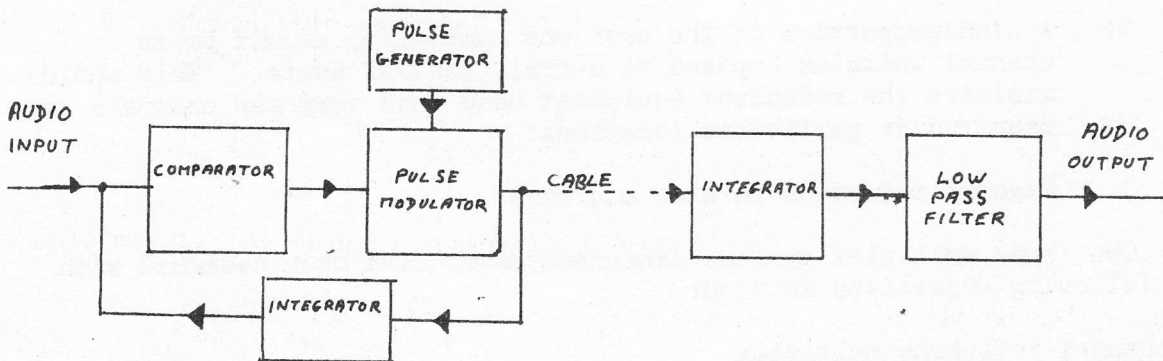 PULSE
GENERATOR
AUDIO
INPUT
COMPARATOR
PULSE
MODULATOR
CABLE
INTEGRATOR
LOW
PASS
FILTER
AUDIO
OUTPUT
INTEGRATOR